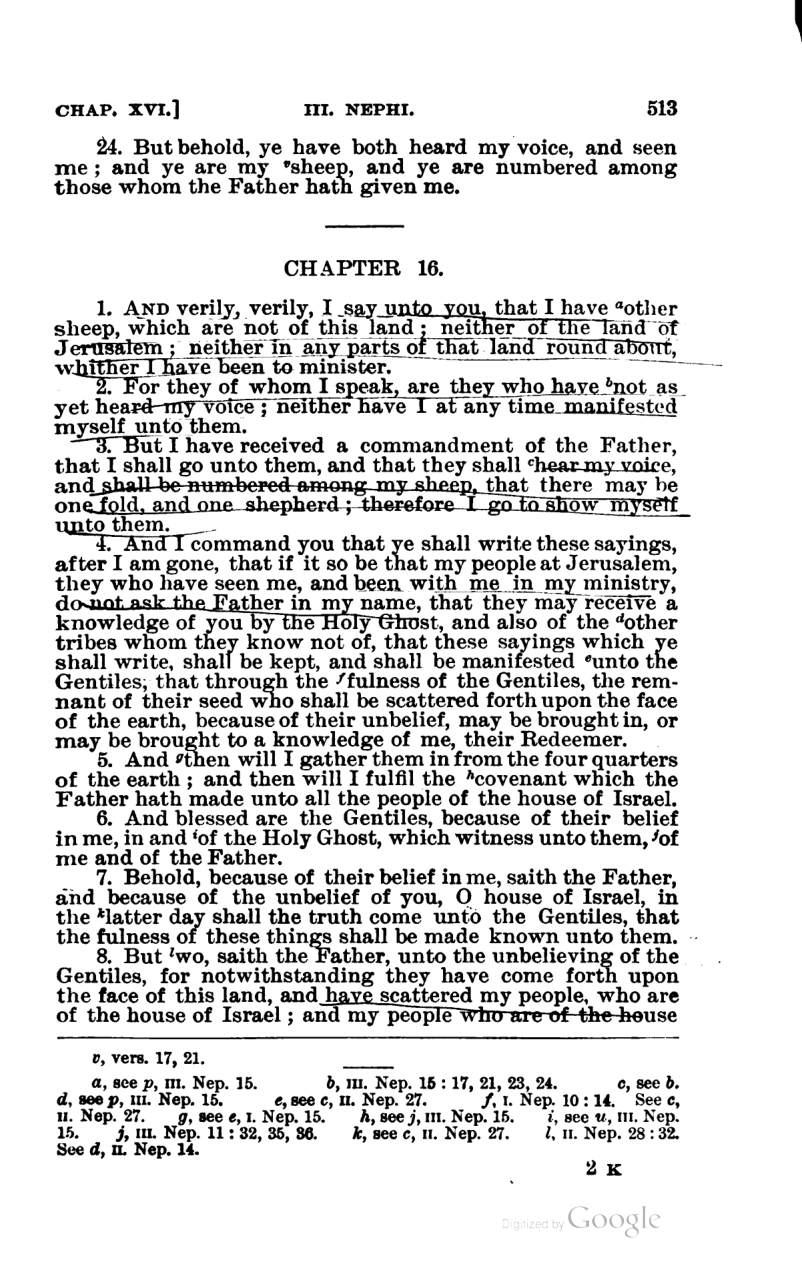 CHAP. XVI.] III. NEPHI. 513
24. But behold, ye have both heard my voice, and seen
me ; and ye are my ᵛsheep, and ye are numbered among
those whom the Father hath given me.
CHAPTER 16.
1. AND verily, verily, I say unto you, that I have ᵃother
sheep, which are not of this land ; neither of the land of
Jerusalem ; neither in any parts of that land round about,
whither I have been to minister.
2. For they of whom I speak, are they who have ᵇnot as
yet heard my voice ; neither have I at any time manifested
myself unto them.
3. But I have received a commandment of the Father,
that I shall go unto them, and that they shall ᶜhear my voice,
and shall be numbered among my sheep, that there may be
one fold, and one shepherd ; therefore I go to show myself
unto them.
4. And I command you that ye shall write these sayings,
after I am gone, that if it so be that my people at Jerusalem,
they who have seen me, and been with me in my ministry,
do not ask the Father in my name, that they may receive a
knowledge of you by the Holy Ghost, and also of the ᵈother
tribes whom they know not of, that these sayings which ye
shall write, shall be kept, and shall be manifested ᵉunto the
Gentiles, that through the ᶠfulness of the Gentiles, the rem-
nant of their seed who shall be scattered forth upon the face
of the earth, because of their unbelief, may be brought in, or
may be brought to a knowledge of me, their Redeemer.
5. And ᵍthen will I gather them in from the four quarters
of the earth ; and then will I fulfil the ʰcovenant which the
Father hath made unto all the people of the house of Israel.
6. And blessed are the Gentiles, because of their belief
in me, in and ⁱof the Holy Ghost, which witness unto them, ʲof
me and of the Father.
7. Behold, because of their belief in me, saith the Father,
and because of the unbelief of you, O house of Israel, in
the ᵏlatter day shall the truth come unto the Gentiles, that
the fulness of these things shall be made known unto them.
8. But ˡwo, saith the Father, unto the unbelieving of the
Gentiles, for notwithstanding they have come forth upon
the face of this land, and have scattered my people, who are
of the house of Israel ; and my people who are of the house
v, vers. 17, 21.
a, see p, III. Nep. 15. b, III. Nep. 15 : 17, 21, 23, 24. c, see b.
d, see p, III. Nep. 15. e, see c, II. Nep. 27. f, I. Nep. 10 : 14. See c,
II. Nep. 27. g, see e, I. Nep. 15. h, see j, III. Nep. 15. i, see u, III. Nep.
15. j, III. Nep. 11 : 32, 35, 36. k, see c, II. Nep. 27. l, II. Nep. 28 : 32.
See d, II. Nep. 14.
2 K
Digitized by Google